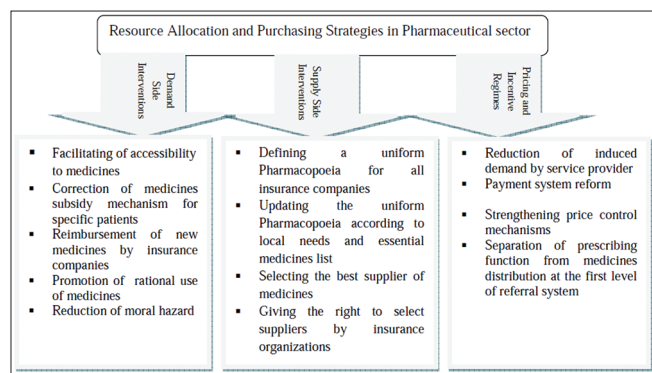 Resource Allocation and Purchasing Strategies in Pharmaceutical sector
Demand
Side
Interventions
Supply Side
Interventions
Pricing and
Incentive
Regimes
▪ Facilitating of accessibility
to medicines
▪ Correction of medicines
subsidy mechanism for
specific patients
▪ Reimbursement of new
medicines by insurance
companies
▪ Promotion of rational use
of medicines
▪ Reduction of moral hazard
▪ Defining a uniform
Pharmacopoeia for all
insurance companies
▪ Updating the uniform
Pharmacopoeia according to
local needs and essential
medicines list
▪ Selecting the best supplier of
medicines
▪ Giving the right to select
suppliers by insurance
organizations
▪ Reduction of induced
demand by service provider
▪ Payment system reform
▪ Strengthening price control
mechanisms
▪ Separation of prescribing
function from medicines
distribution at the first level
of referral system